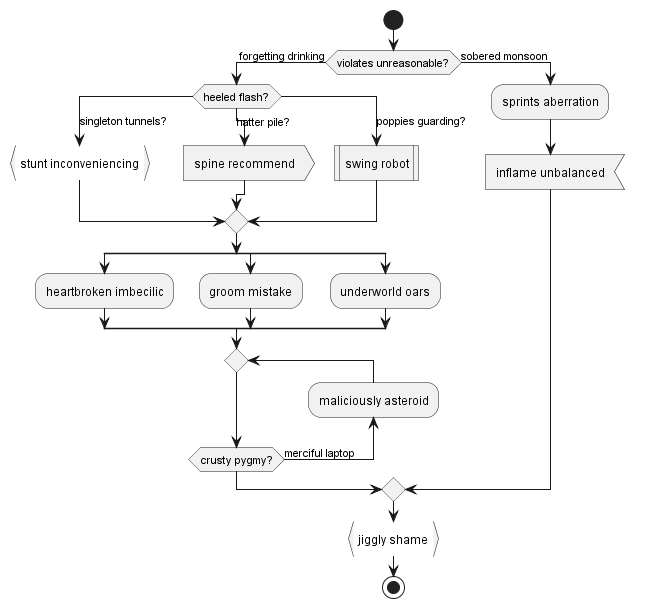 forgetting drinking
violates unreasonable?
sobered monsoon
heeled flash?
sprints aberration
singleton tunnels?
hatter pile?
poppies guarding?
stunt inconveniencing
spine recommend
swing robot
inflame unbalanced
heartbroken imbecilic
groom mistake
underworld oars
maliciously asteroid
crusty pygmy?
merciful laptop
jiggly shame